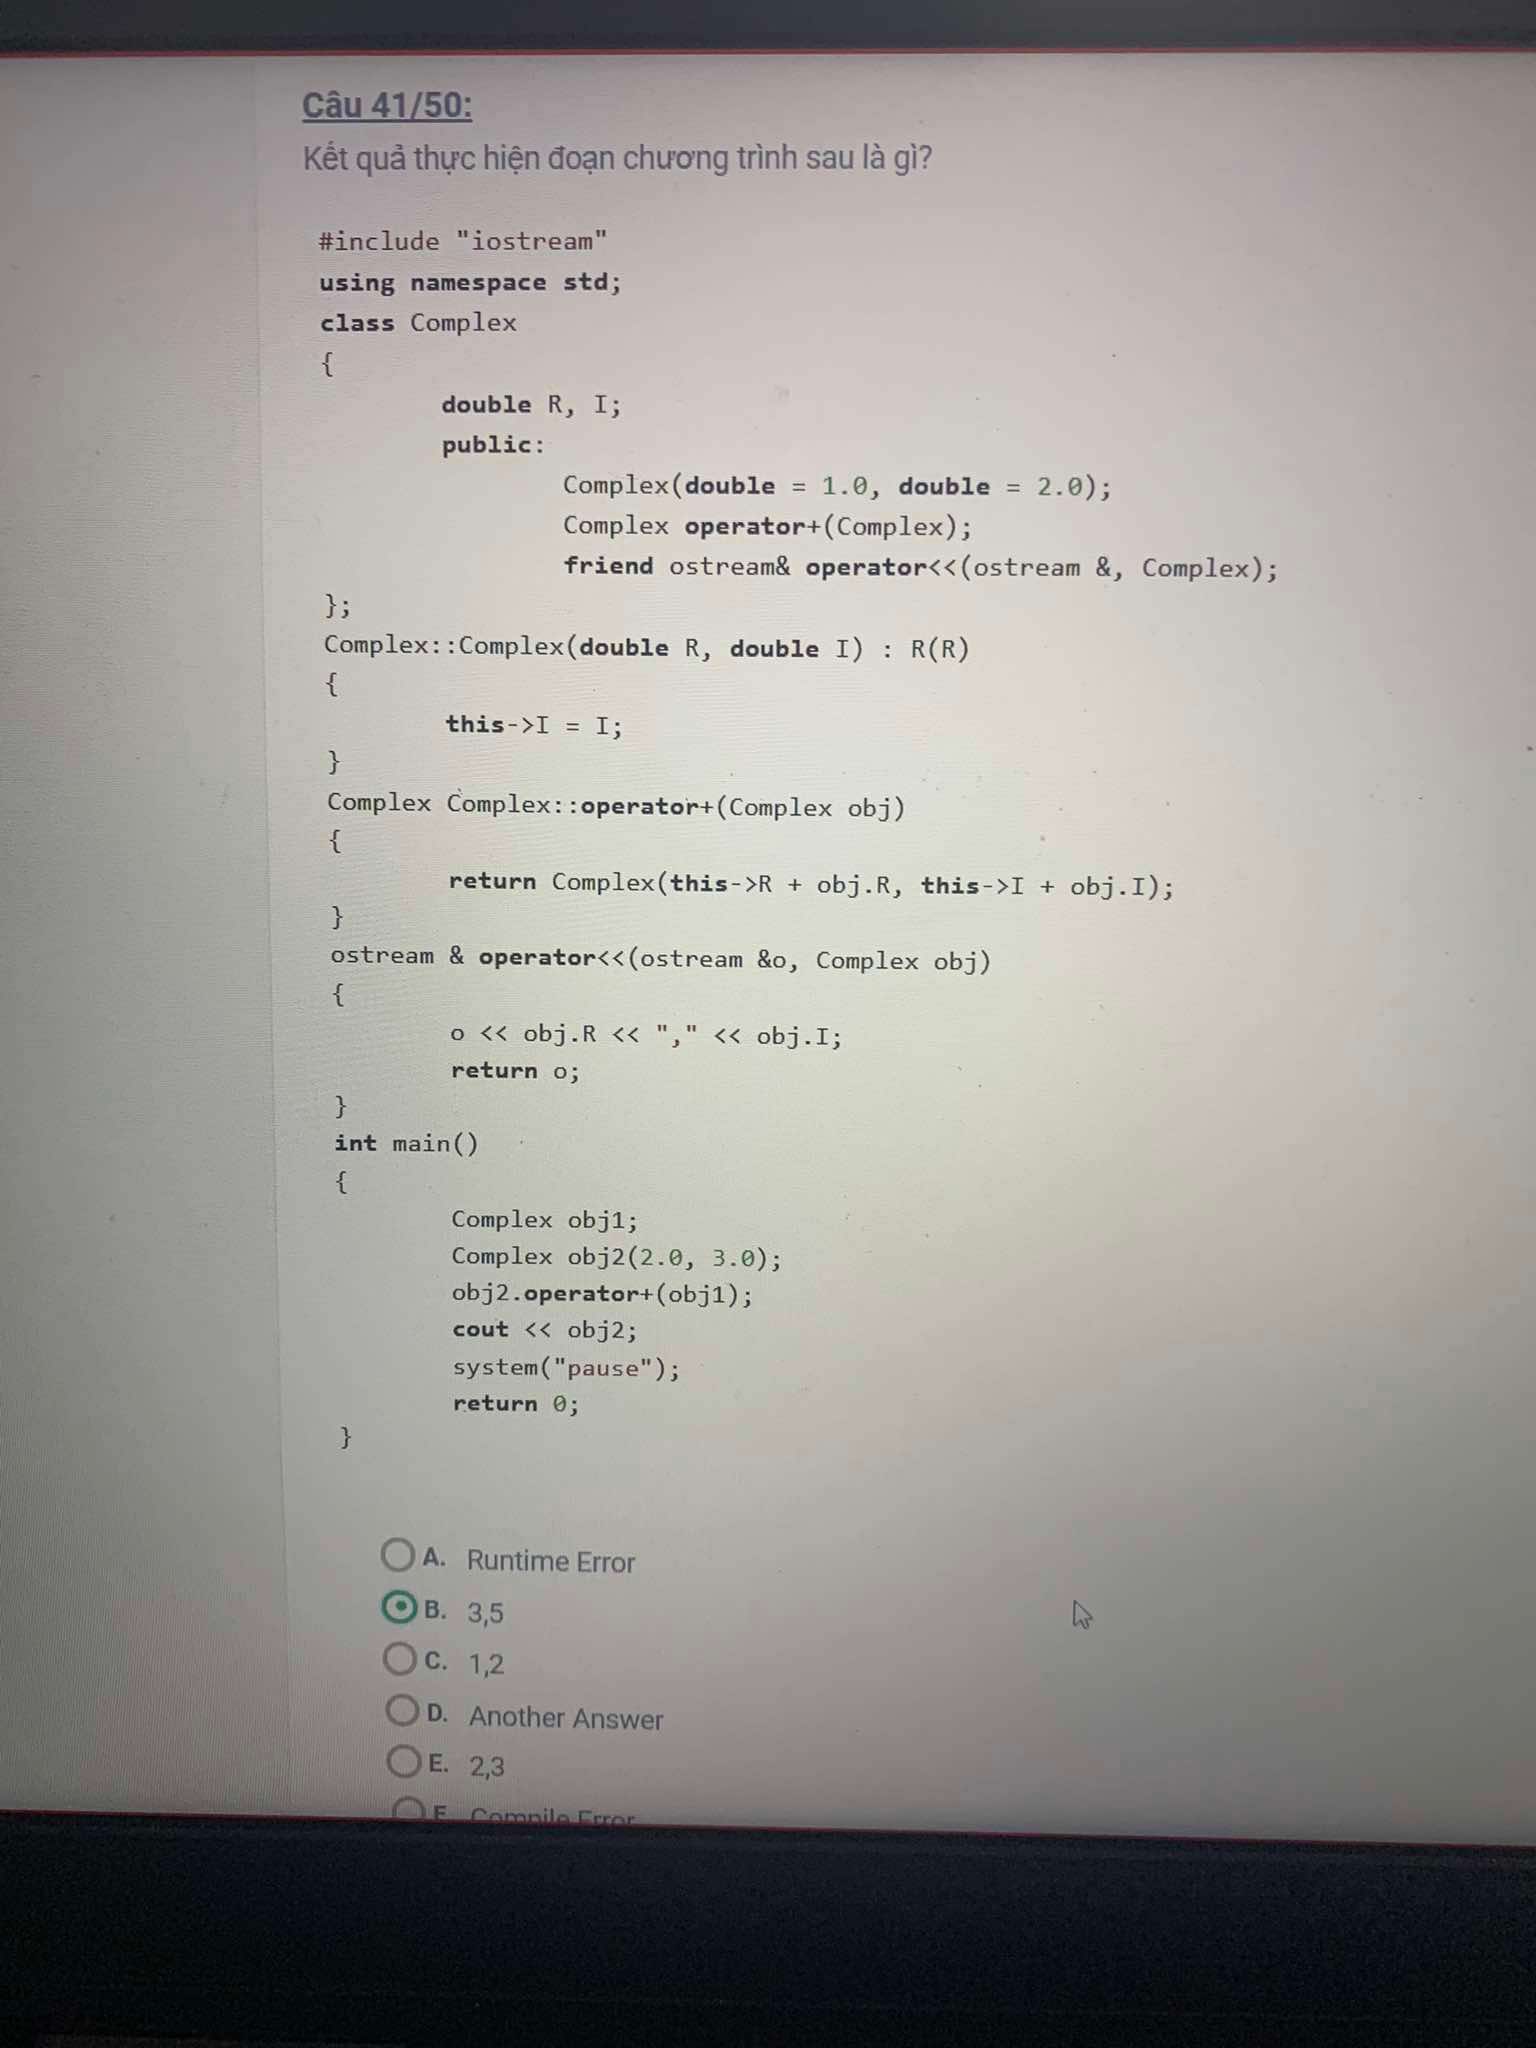 Câu 41/50:
Kết quả thực hiện đoạn chương trình sau là gì?
#include "iostream"
using namespace std;
class Complex
{
double R, I;
public:
Complex(double = 1.0, double = 2.0);
Complex operator+(Complex);
friend ostream& operator<<(ostream &, Complex);
};
Complex::Complex(double R, double I) : R(R)
{
this->I = I;
}
Complex Complex::operator+(Complex obj)
{
return Complex(this->R + obj.R, this->I + obj.I);
}
ostream & operator<<(ostream &o, Complex obj)
{
o << obj.R << "," << obj.I;
return o;
}
int main()
{
Complex obj1;
Complex obj2(2.0, 3.0);
obj2.operator+(obj1);
cout << obj2;
system("pause");
return 0;
}
A. Runtime Error
B. 3,5
C. 1,2
D. Another Answer
E. 2,3
F. Compile Error